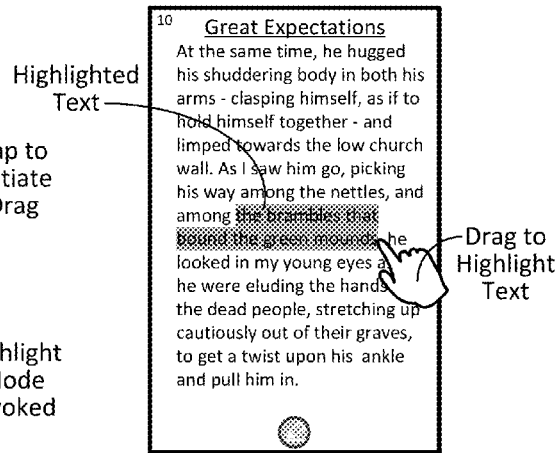 10
Great Expectations
At the same time, he hugged
his shuddering body in both his
arms - clasping himself, as if to
hold himself together - and
limped towards the low church
wall. As I saw him go, picking
his way among the nettles, and
among the brambles that
bound the green mounds, he
looked in my young eyes a
he were eluding the hands
the dead people, stretching up
cautiously out of their graves,
to get a twist upon his ankle
and pull him in.
Highlighted
Text
Drag to
Highlight
Text
ap to
tiate
Drag
hlight
Mode
voked